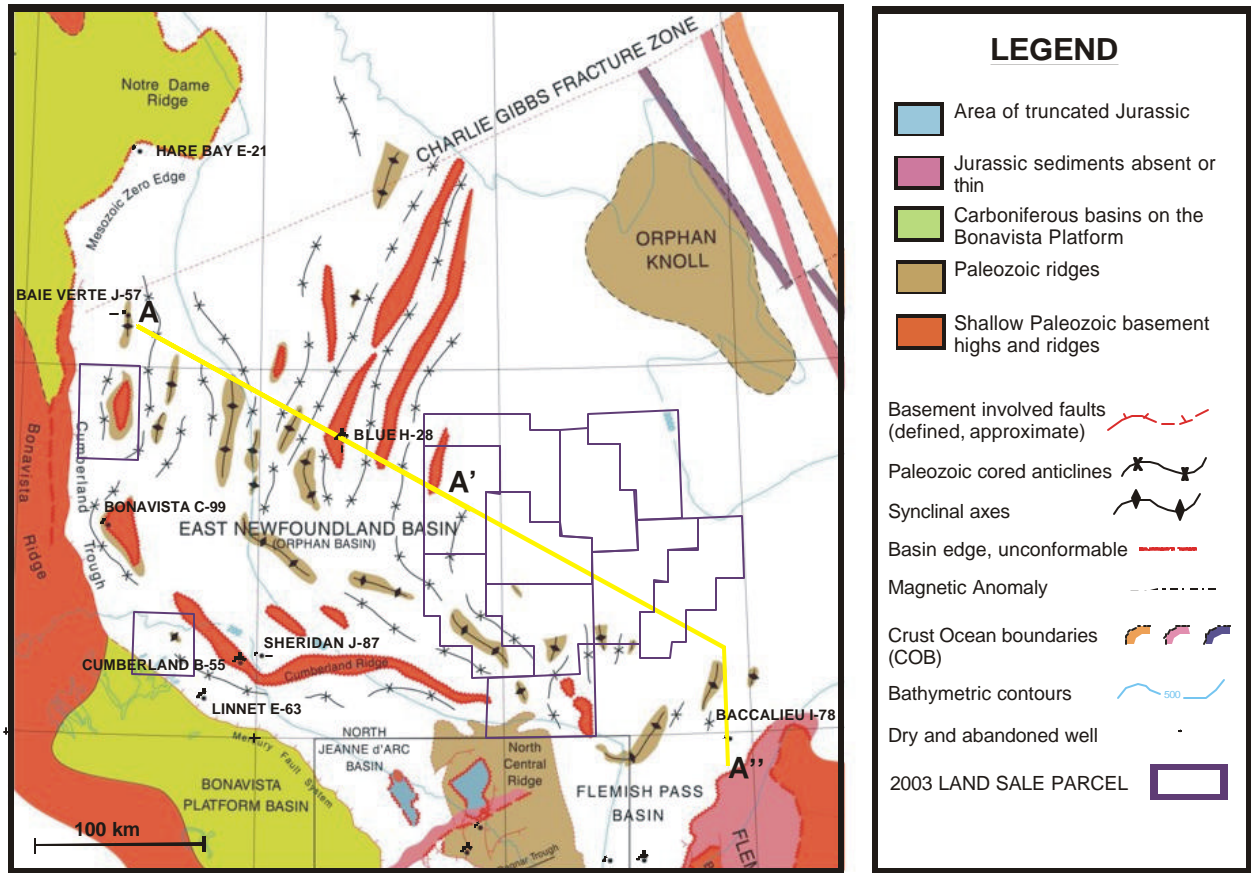 Notre Dame
Ridge
HARE BAY E-21
Mesozoic Zero Edge
CHARLIE GIBBS FRACTURE ZONE
ORPHAN
KNOLL
BAIE VERTE J-57
A
Bonavista
Ridge
Cumberland
Trough
BLUE H-28
A'
BONAVISTA C-99
EAST NEWFOUNDLAND BASIN
(ORPHAN BASIN)
SHERIDAN J-87
CUMBERLAND B-55
Cumberland Ridge
LINNET E-63
BACCALIEU I-78
A''
NORTH
JEANNE d'ARC
BASIN
North
Central
Ridge
Mercury Fault System
BONAVISTA
PLATFORM BASIN
FLEMISH PASS
BASIN
FLEM
Trough
100 km
LEGEND
Area of truncated Jurassic
Jurassic sediments absent or
thin
Carboniferous basins on the
Bonavista Platform
Paleozoic ridges
Shallow Paleozoic basement
highs and ridges
Basement involved faults
(defined, approximate)
Paleozoic cored anticlines
Synclinal axes
Basin edge, unconformable
Magnetic Anomaly
Crust Ocean boundaries
(COB)
Bathymetric contours
500
Dry and abandoned well
2003 LAND SALE PARCEL